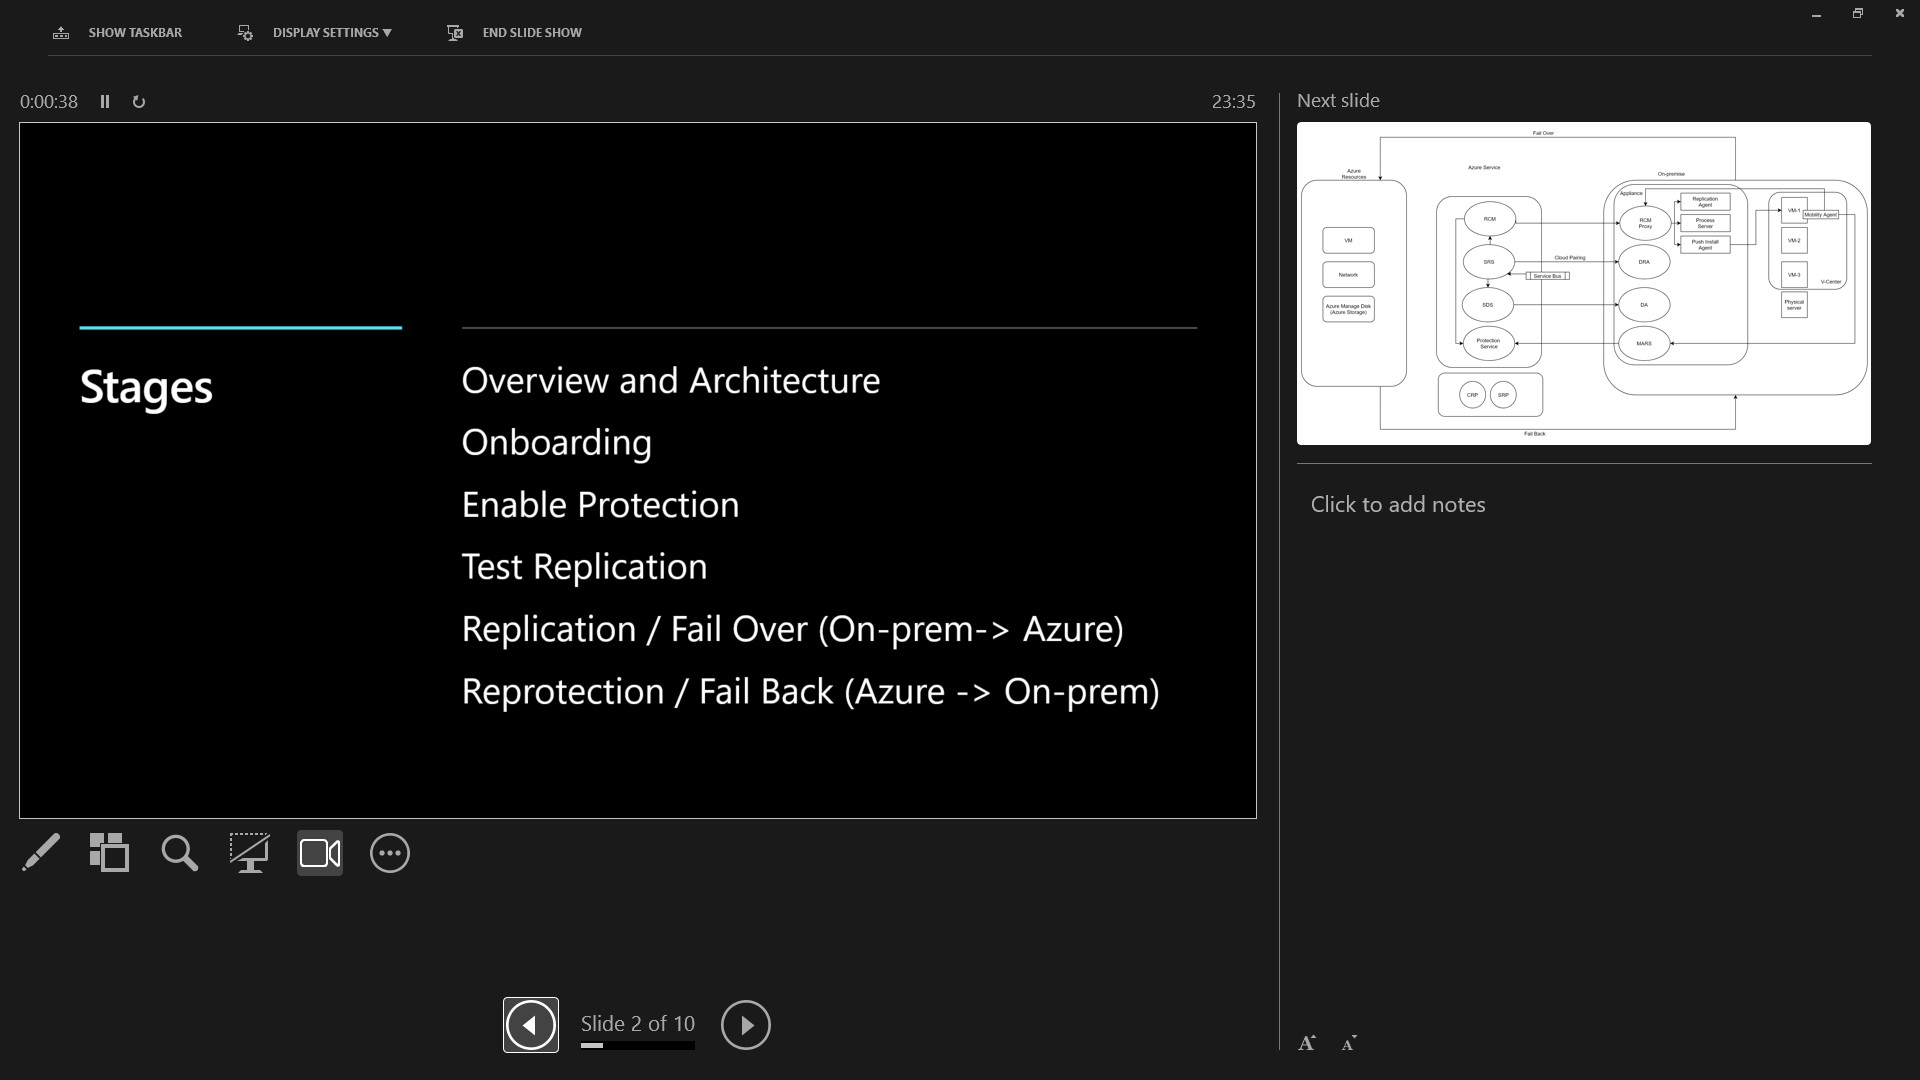 SHOW TASKBAR
DISPLAY SETTINGS ▼
END SLIDE SHOW
0:00:38
23:35
Stages
Overview and Architecture
Onboarding
Enable Protection
Test Replication
Replication / Fail Over (On-prem-> Azure)
Reprotection / Fail Back (Azure -> On-prem)
Slide 2 of 10
Next slide
Fail Over
Azure
Resources
Azure Service
On-premise
VM
Network
Azure Manage Disk
(Azure Storage)
RCM
SRS
SDS
Protection
Service
Cloud Pairing
Service Bus
CRP
SRP
Appliance
RCM
Proxy
DRA
DA
MARS
Replication
Agent
Process
Server
Push Install
Agent
VM-1
Mobility Agent
VM-2
VM-3
V-Center
Physical
server
Fail Back
Click to add notes
A
A